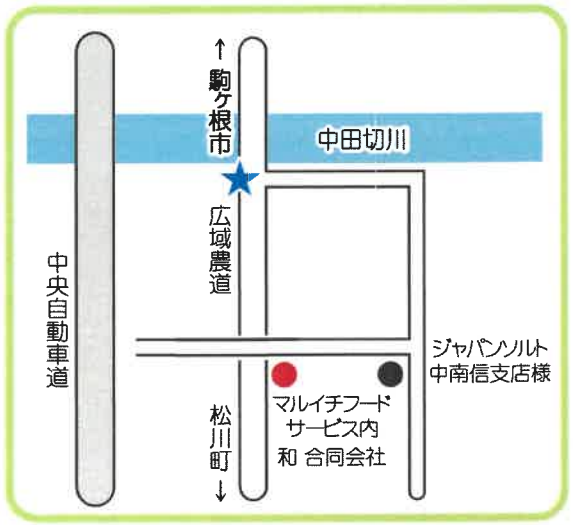 ↑
駒ヶ根市
中田切川
広域農道
中央自動車道
ジャパンソルト
中南信支店様
マルイチフード
サービス内
和 合同会社
松川町
↓